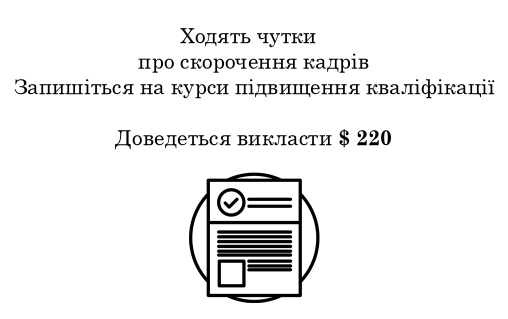 Ходять чутки
про скорочення кадрів
Запишіться на курси підвищення кваліфікації
Доведеться викласти $ 220